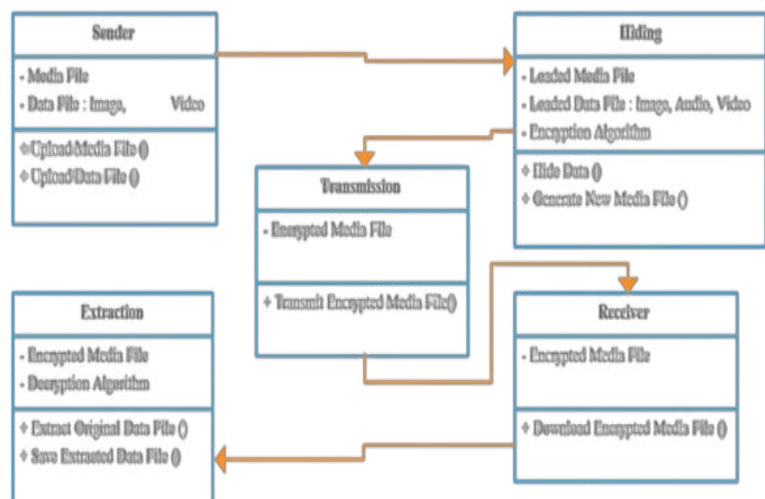 Sender
- Media File
- Data File : Image, Video
+Upload Media File ()
+Upload Data File ()
Hiding
- Loaded Media File
- Loaded Data File : Image, Audio, Video
- Encryption Algorithm
+ Hide Data ()
+ Generate New Media File ()
Transmission
- Encrypted Media File
+ Transmit Encrypted Media File()
Extraction
- Encrypted Media File
- Decryption Algorithm
+ Extract Original Data File ()
+ Save Extracted Data File ()
Receiver
- Encrypted Media File
+ Download Encrypted Media File ()